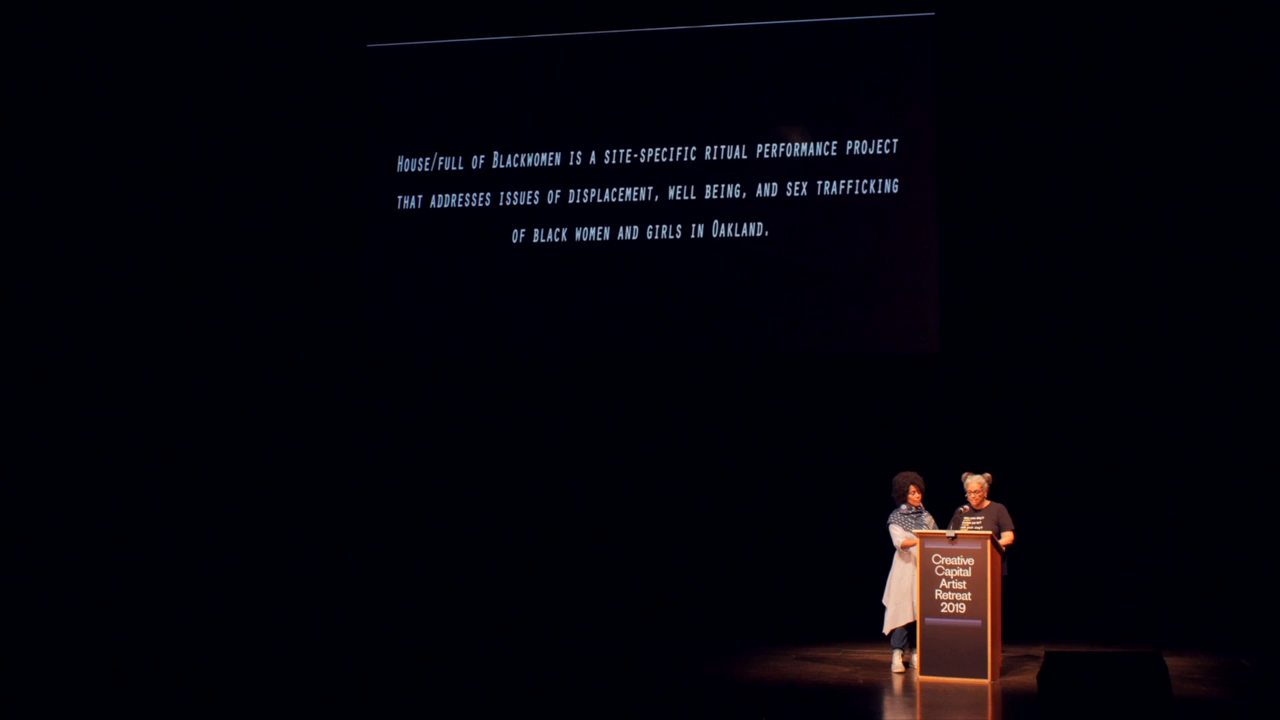 House/full of Blackwomen is a site-specific ritual performance project
that addresses issues of displacement, well being, and sex trafficking
of black women and girls in Oakland.
Creative
Capital
Artist
Retreat
2019